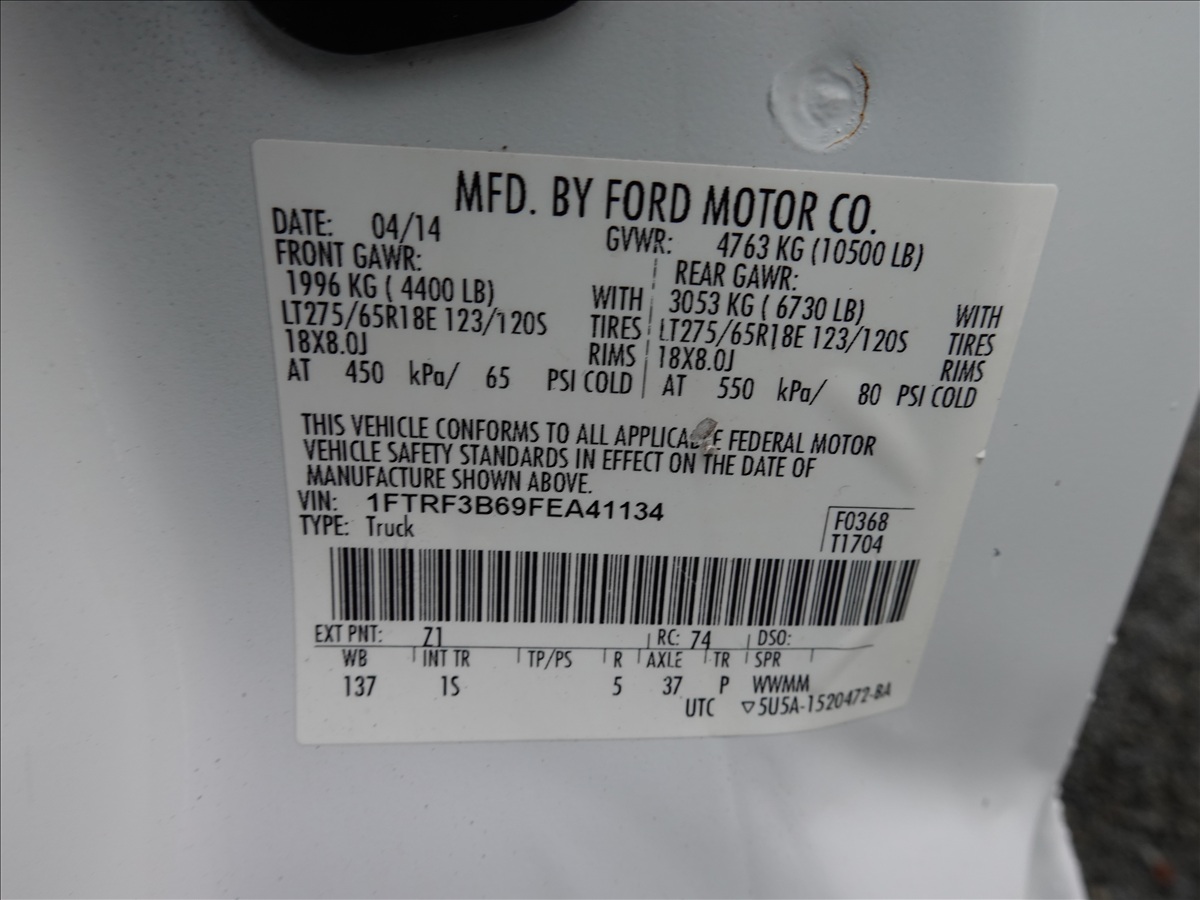 MFD. BY FORD MOTOR CO.
DATE: 04/14 GVWR: 4763 KG (10500 LB)
FRONT GAWR: REAR GAWR:
1996 KG ( 4400 LB) WITH 3053 KG ( 6730 LB) WITH
LT275/65R18E 123/120S TIRES LT275/65R18E 123/120S TIRES
18X8.0J RIMS 18X8.0J RIMS
AT 450 kPa/ 65 PSI COLD AT 550 kPa/ 80 PSI COLD
THIS VEHICLE CONFORMS TO ALL APPLICABLE FEDERAL MOTOR
VEHICLE SAFETY STANDARDS IN EFFECT ON THE DATE OF
MANUFACTURE SHOWN ABOVE.
VIN: 1FTRF3B69FEA41134
TYPE: Truck
F0368
T1704
EXT PNT: Z1 RC: 74 DSO:
WB INT TR TP/PS R AXLE TR SPR
137 1S 5 37 P WWMM
UTC ▽5U5A-1520472-BA